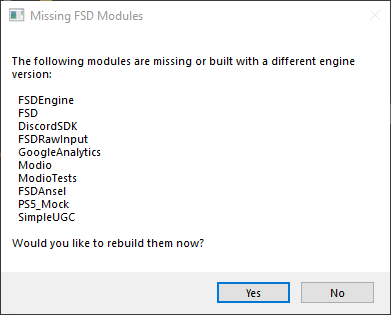 Missing FSD Modules
The following modules are missing or built with a different engine
version:
FSDEngine
FSD
DiscordSDK
FSDRawInput
GoogleAnalytics
Modio
ModioTests
FSDAnsel
PS5_Mock
SimpleUGC
Would you like to rebuild them now?
Yes
No